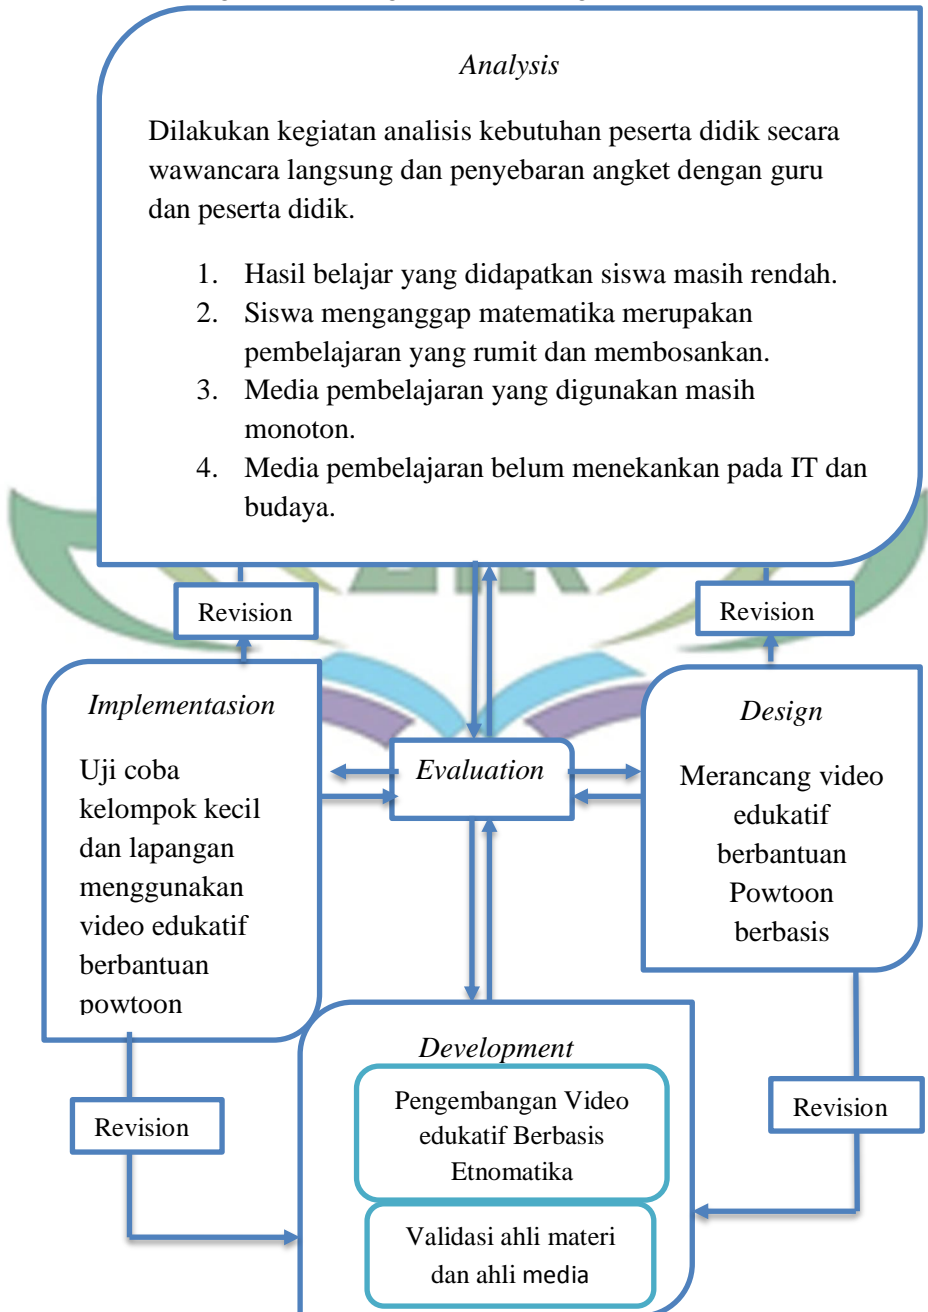 Analysis
Dilakukan kegiatan analisis kebutuhan peserta didik secara
wawancara langsung dan penyebaran angket dengan guru
dan peserta didik.
1. Hasil belajar yang didapatkan siswa masih rendah.
2. Siswa menganggap matematika merupakan
pembelajaran yang rumit dan membosankan.
3. Media pembelajaran yang digunakan masih
monoton.
4. Media pembelajaran belum menekankan pada IT dan
budaya.
Revision
Revision
Implementasion
Uji coba
kelompok kecil
dan lapangan
menggunakan
video edukatif
berbantuan
powtoon
Evaluation
Design
Merancang video
edukatif
berbantuan
Powtoon
berbasis
Revision
Revision
Development
Pengembangan Video
edukatif Berbasis
Etnomatika
Validasi ahli materi
dan ahli media